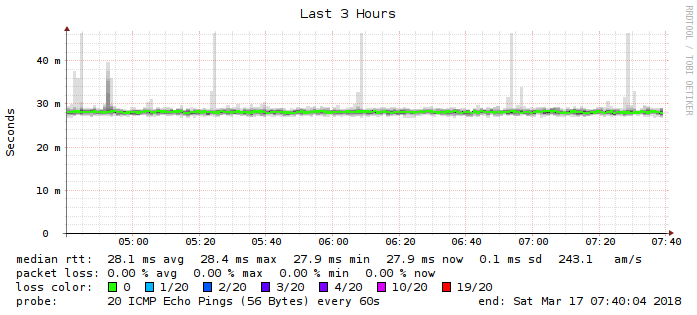 Last 3 Hours
RRDTOOL / TOBI OETIKER
Seconds
40 m
30 m
20 m
10 m
0
05:00 05:20 05:40 06:00 06:20 06:40 07:00 07:20 07:40
median rtt: 28.1 ms avg 28.4 ms max 27.9 ms min 27.9 ms now 0.1 ms sd 243.1 am/s
packet loss: 0.00 % avg 0.00 % max 0.00 % min 0.00 % now
loss color: 0 1/20 2/20 3/20 4/20 10/20 19/20
probe: 20 ICMP Echo Pings (56 Bytes) every 60s end: Sat Mar 17 07:40:04 2018